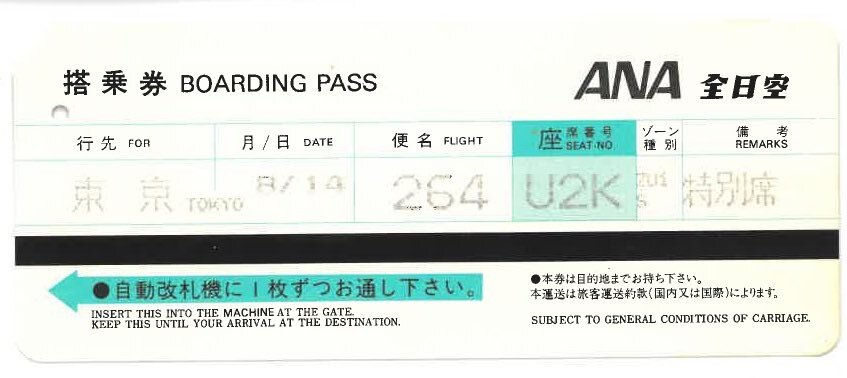 搭乗券 BOARDING PASS
ANA 全日空
行先 FOR 月/日 DATE 便名 FLIGHT 座席番号 SEAT·NO. ゾーン種別 備考 REMARKS
東京 TOKYO 8/14 264 U2K 特別席
●自動改札機に1枚ずつお通し下さい。
INSERT THIS INTO THE MACHINE AT THE GATE.
KEEP THIS UNTIL YOUR ARRIVAL AT THE DESTINATION.
●本券は目的地までお持ち下さい。
本運送は旅客運送約款(国内又は国際)によります。
SUBJECT TO GENERAL CONDITIONS OF CARRIAGE.